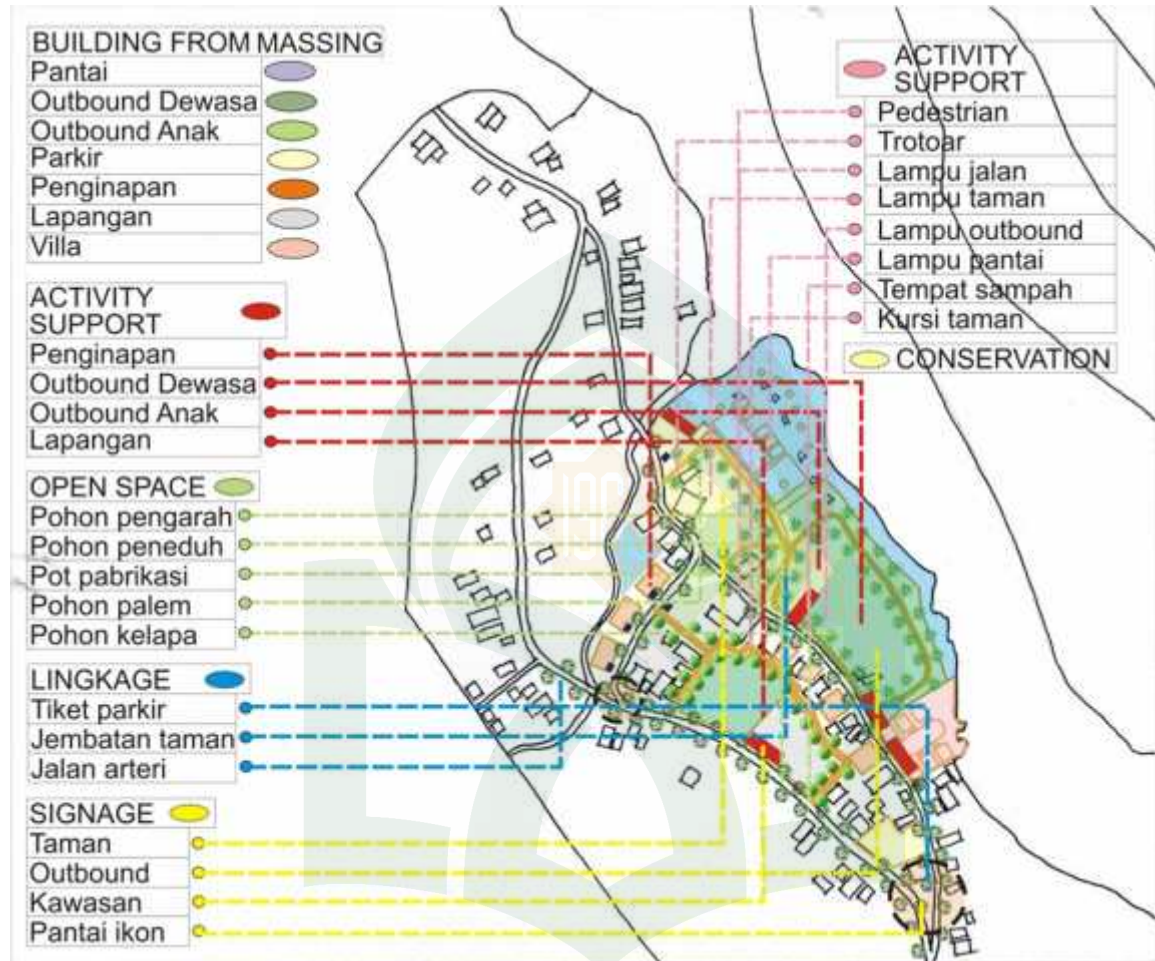 BUILDING FROM MASSING
Pantai
Outbound Dewasa
Outbound Anak
Parkir
Penginapan
Lapangan
Villa
ACTIVITY
SUPPORT
Penginapan
Outbound Dewasa
Outbound Anak
Lapangan
OPEN SPACE
Pohon pengarah
Pohon peneduh
Pot pabrikasi
Pohon palem
Pohon kelapa
LINGKAGE
Tiket parkir
Jembatan taman
Jalan arteri
SIGNAGE
Taman
Outbound
Kawasan
Pantai ikon
ACTIVITY
SUPPORT
Pedestrian
Trotoar
Lampu jalan
Lampu taman
Lampu outbound
Lampu pantai
Tempat sampah
Kursi taman
CONSERVATION